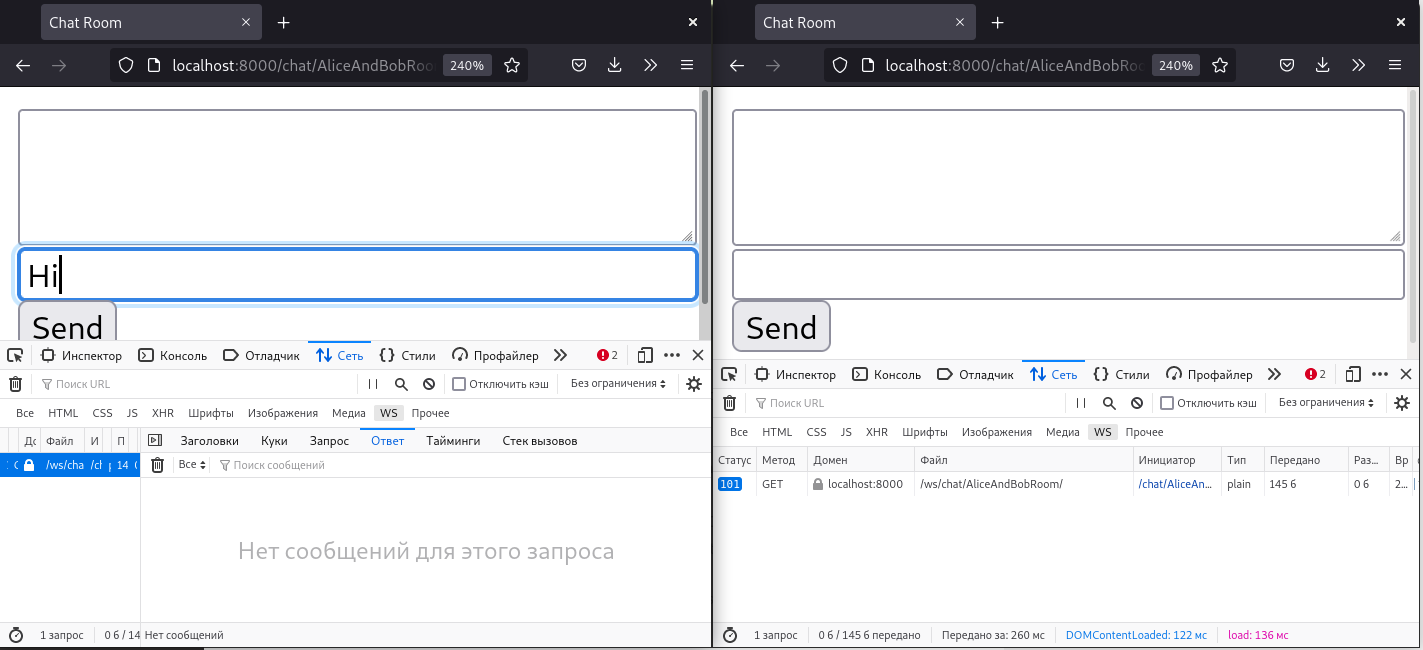 Chat Room
localhost:8000/chat/AliceAndBobRoo 240%
Hi
Send
Инспектор Консоль Отладчик Сеть Стили Профайлер 2
Поиск URL Отключить кэш Без ограничения
Все HTML CSS JS XHR Шрифты Изображения Медиа WS Прочее
Дс Файл И П Заголовки Куки Запрос Ответ Тайминги Стек вызовов
/ws/cha /ch 14 Все Поиск сообщений
Нет сообщений для этого запроса
1 запрос 0 б / 14 Нет сообщений
Chat Room
localhost:8000/chat/AliceAndBobRoo 240%
Send
Инспектор Консоль Отладчик Сеть Стили Профайлер 2
Поиск URL Отключить кэш Без ограничения
Все HTML CSS JS XHR Шрифты Изображения Медиа WS Прочее
Статус Метод Домен Файл Инициатор Тип Передано Раз... Вр
101 GET localhost:8000 /ws/chat/AliceAndBobRoom/ /chat/AliceAn... plain 145 б 0 б 2...
1 запрос 0 б / 145 б передано Передано за: 260 мс DOMContentLoaded: 122 мс load: 136 мс